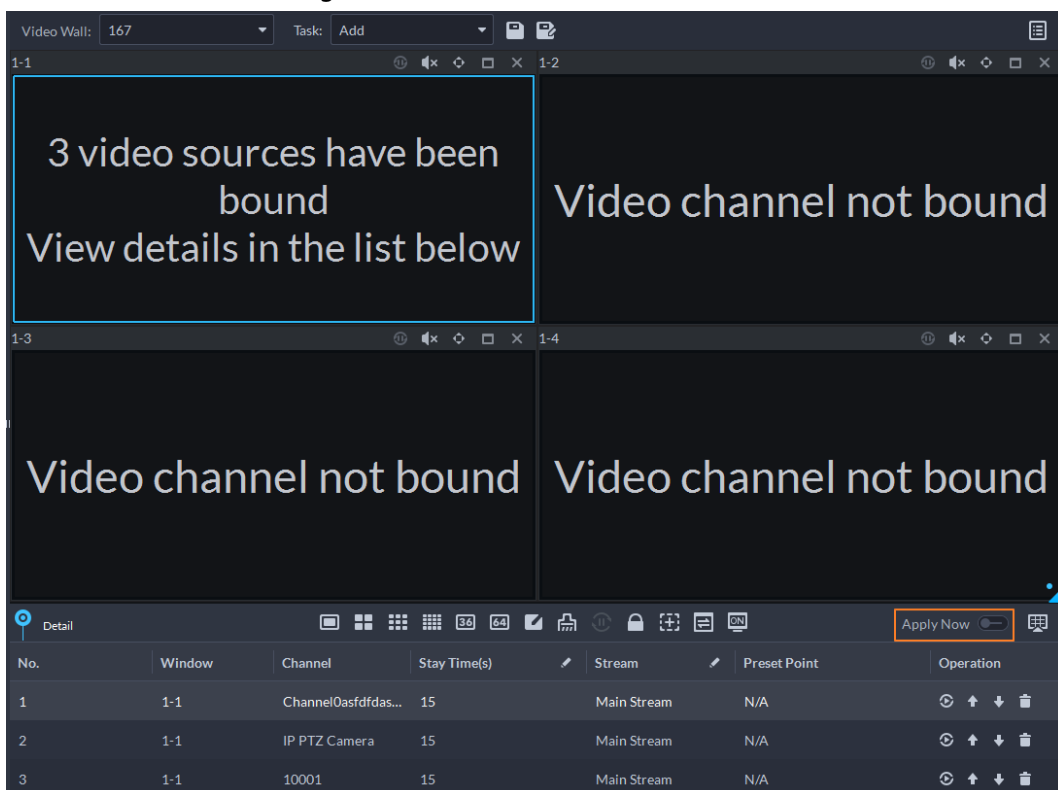 Video Wall: 167 Task: Add
1-1
1-2
3 video sources have been
bound
View details in the list below
Video channel not bound
1-3
1-4
Video channel not bound
Video channel not bound
Detail 36 64 ON Apply Now
No. Window Channel Stay Time(s) Stream Preset Point Operation
1 1-1 Channel0asfdfdas... 15 Main Stream N/A
2 1-1 IP PTZ Camera 15 Main Stream N/A
3 1-1 10001 15 Main Stream N/A